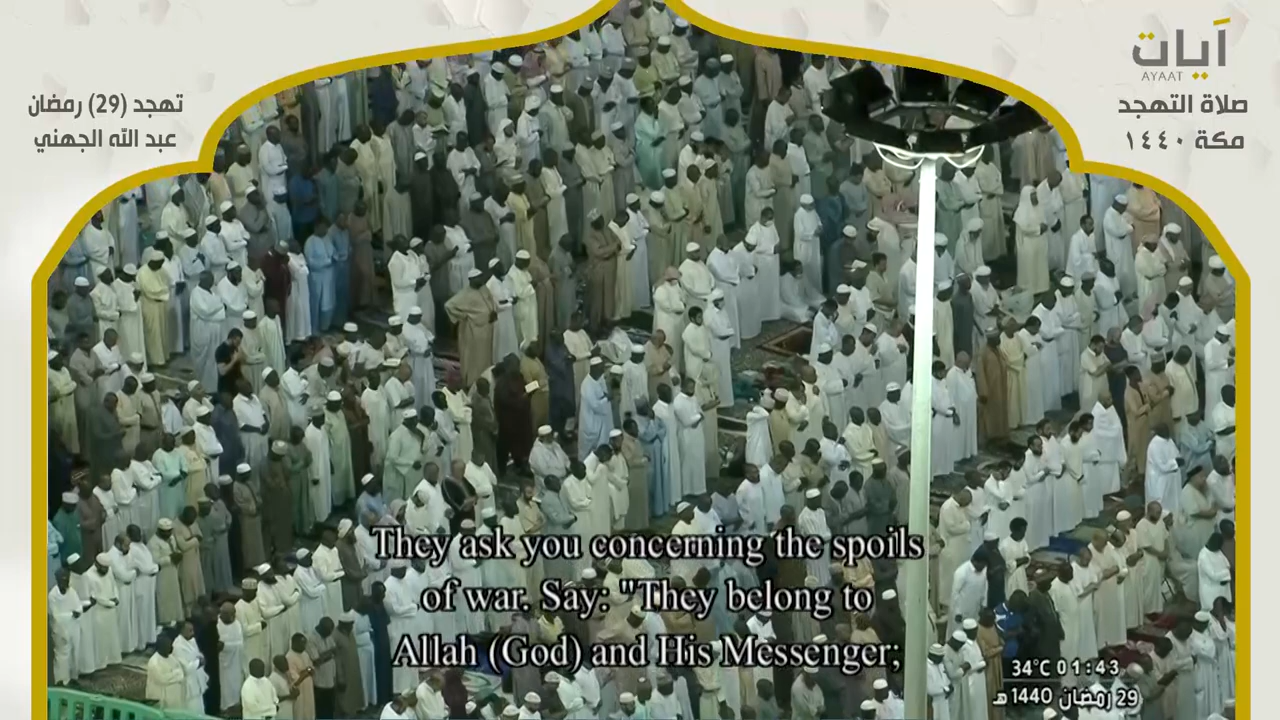 آيات
AYAAT
صلاة التهجد
مكة ١٤٤٠
تهجد (29) رمضان
عبد الله الجهني
They ask you concerning the spoils
of war. Say: "They belong to
Allah (God) and His Messenger;
34°C 01:43
29 رمضان 1440 هـ